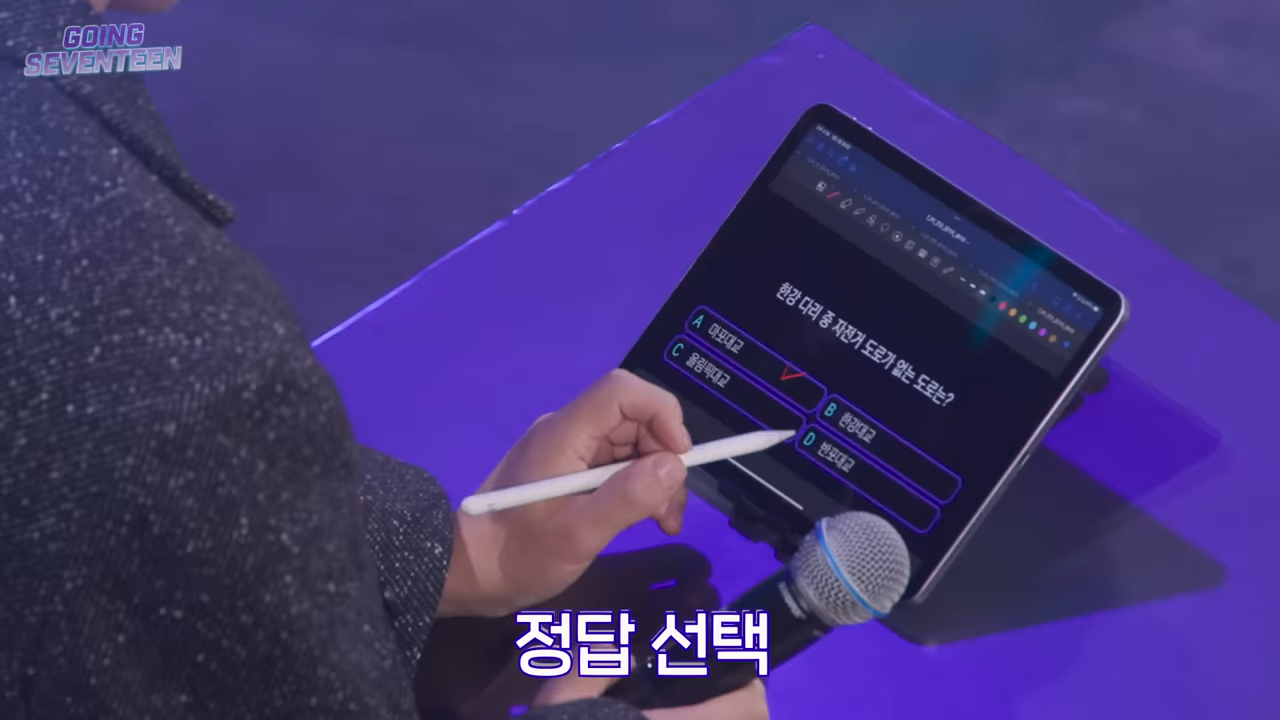 GOING
SEVENTEEN
한강 다리 중 자전거 도로가 없는 도로는?
A 마포대교
B 한강대교
C 올림픽대교
D 반포대교
정답 선택